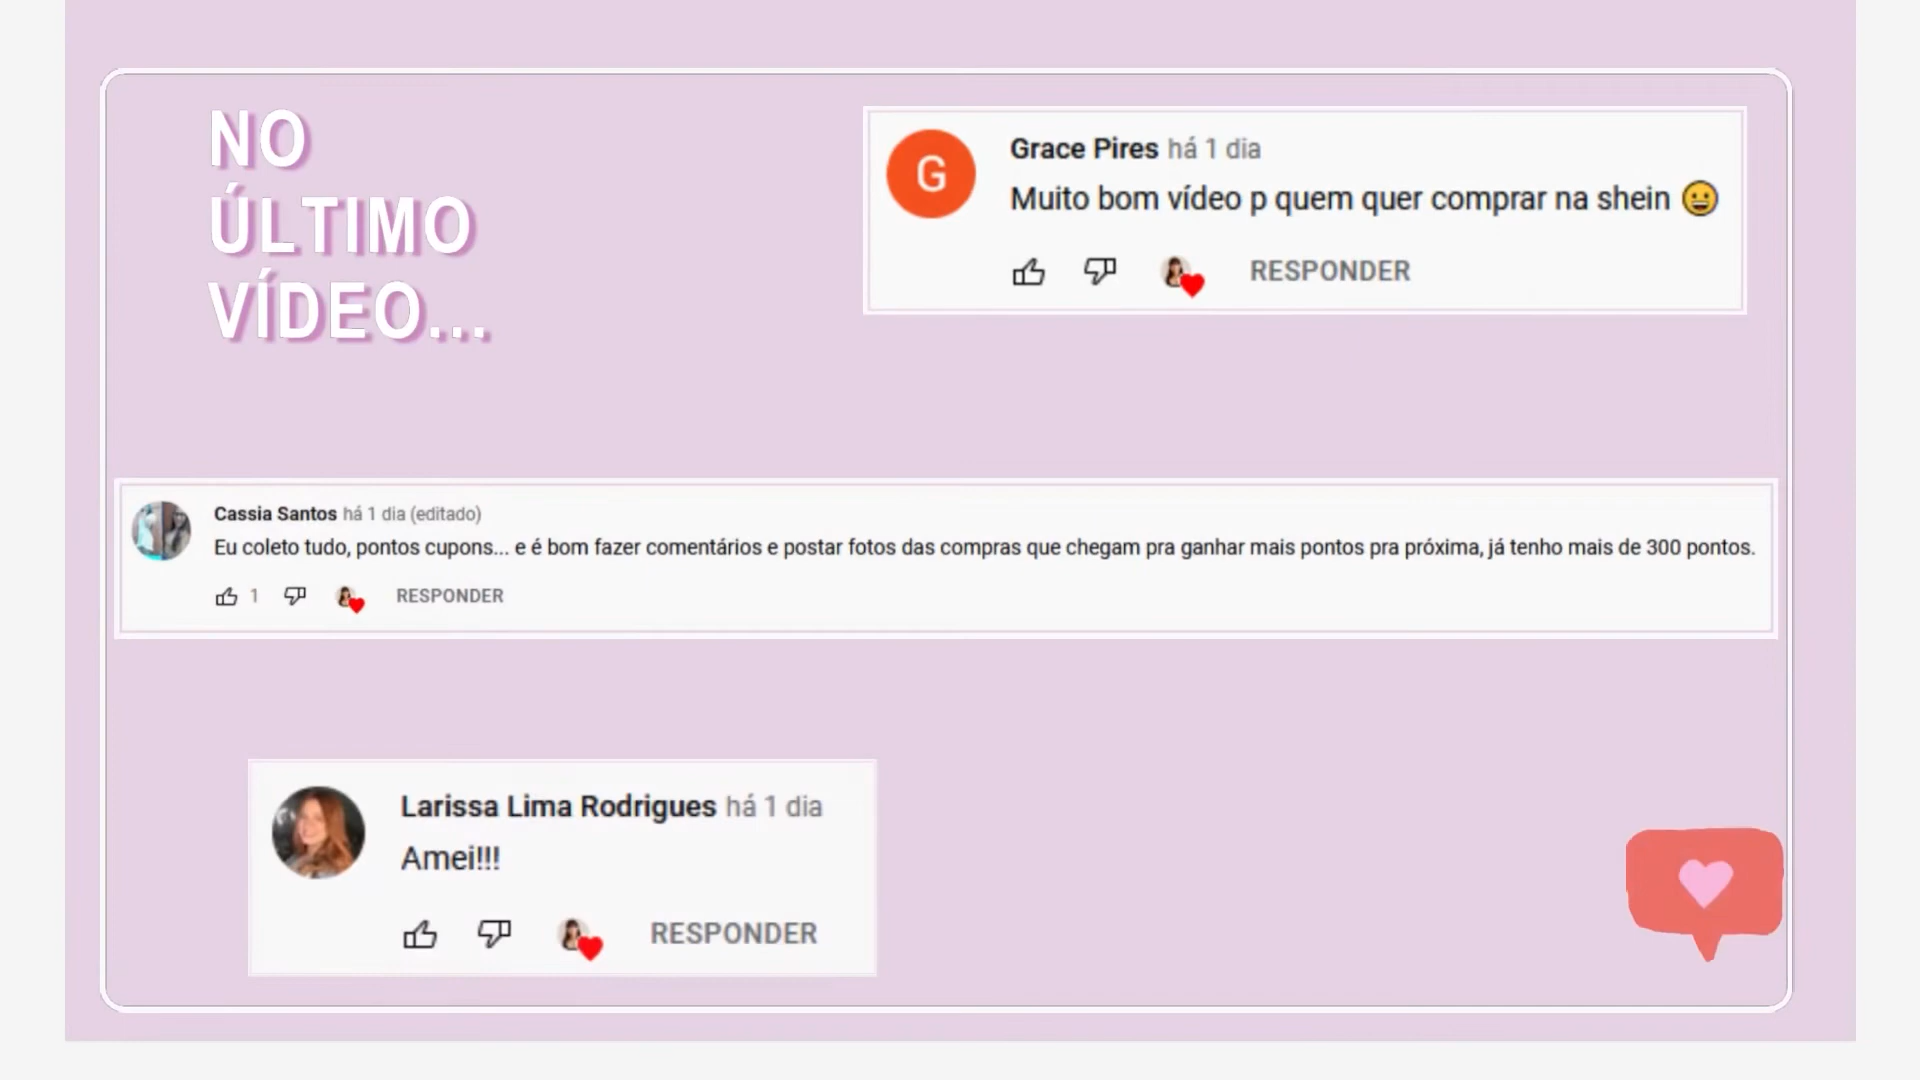 NO
ÚLTIMO
VÍDEO...
G
Grace Pires há 1 dia
Muito bom vídeo p quem quer comprar na shein 😀
RESPONDER
Cassia Santos há 1 dia (editado)
Eu coleto tudo, pontos cupons... e é bom fazer comentários e postar fotos das compras que chegam pra ganhar mais pontos pra próxima, já tenho mais de 300 pontos.
1 RESPONDER
Larissa Lima Rodrigues há 1 dia
Amei!!!
RESPONDER